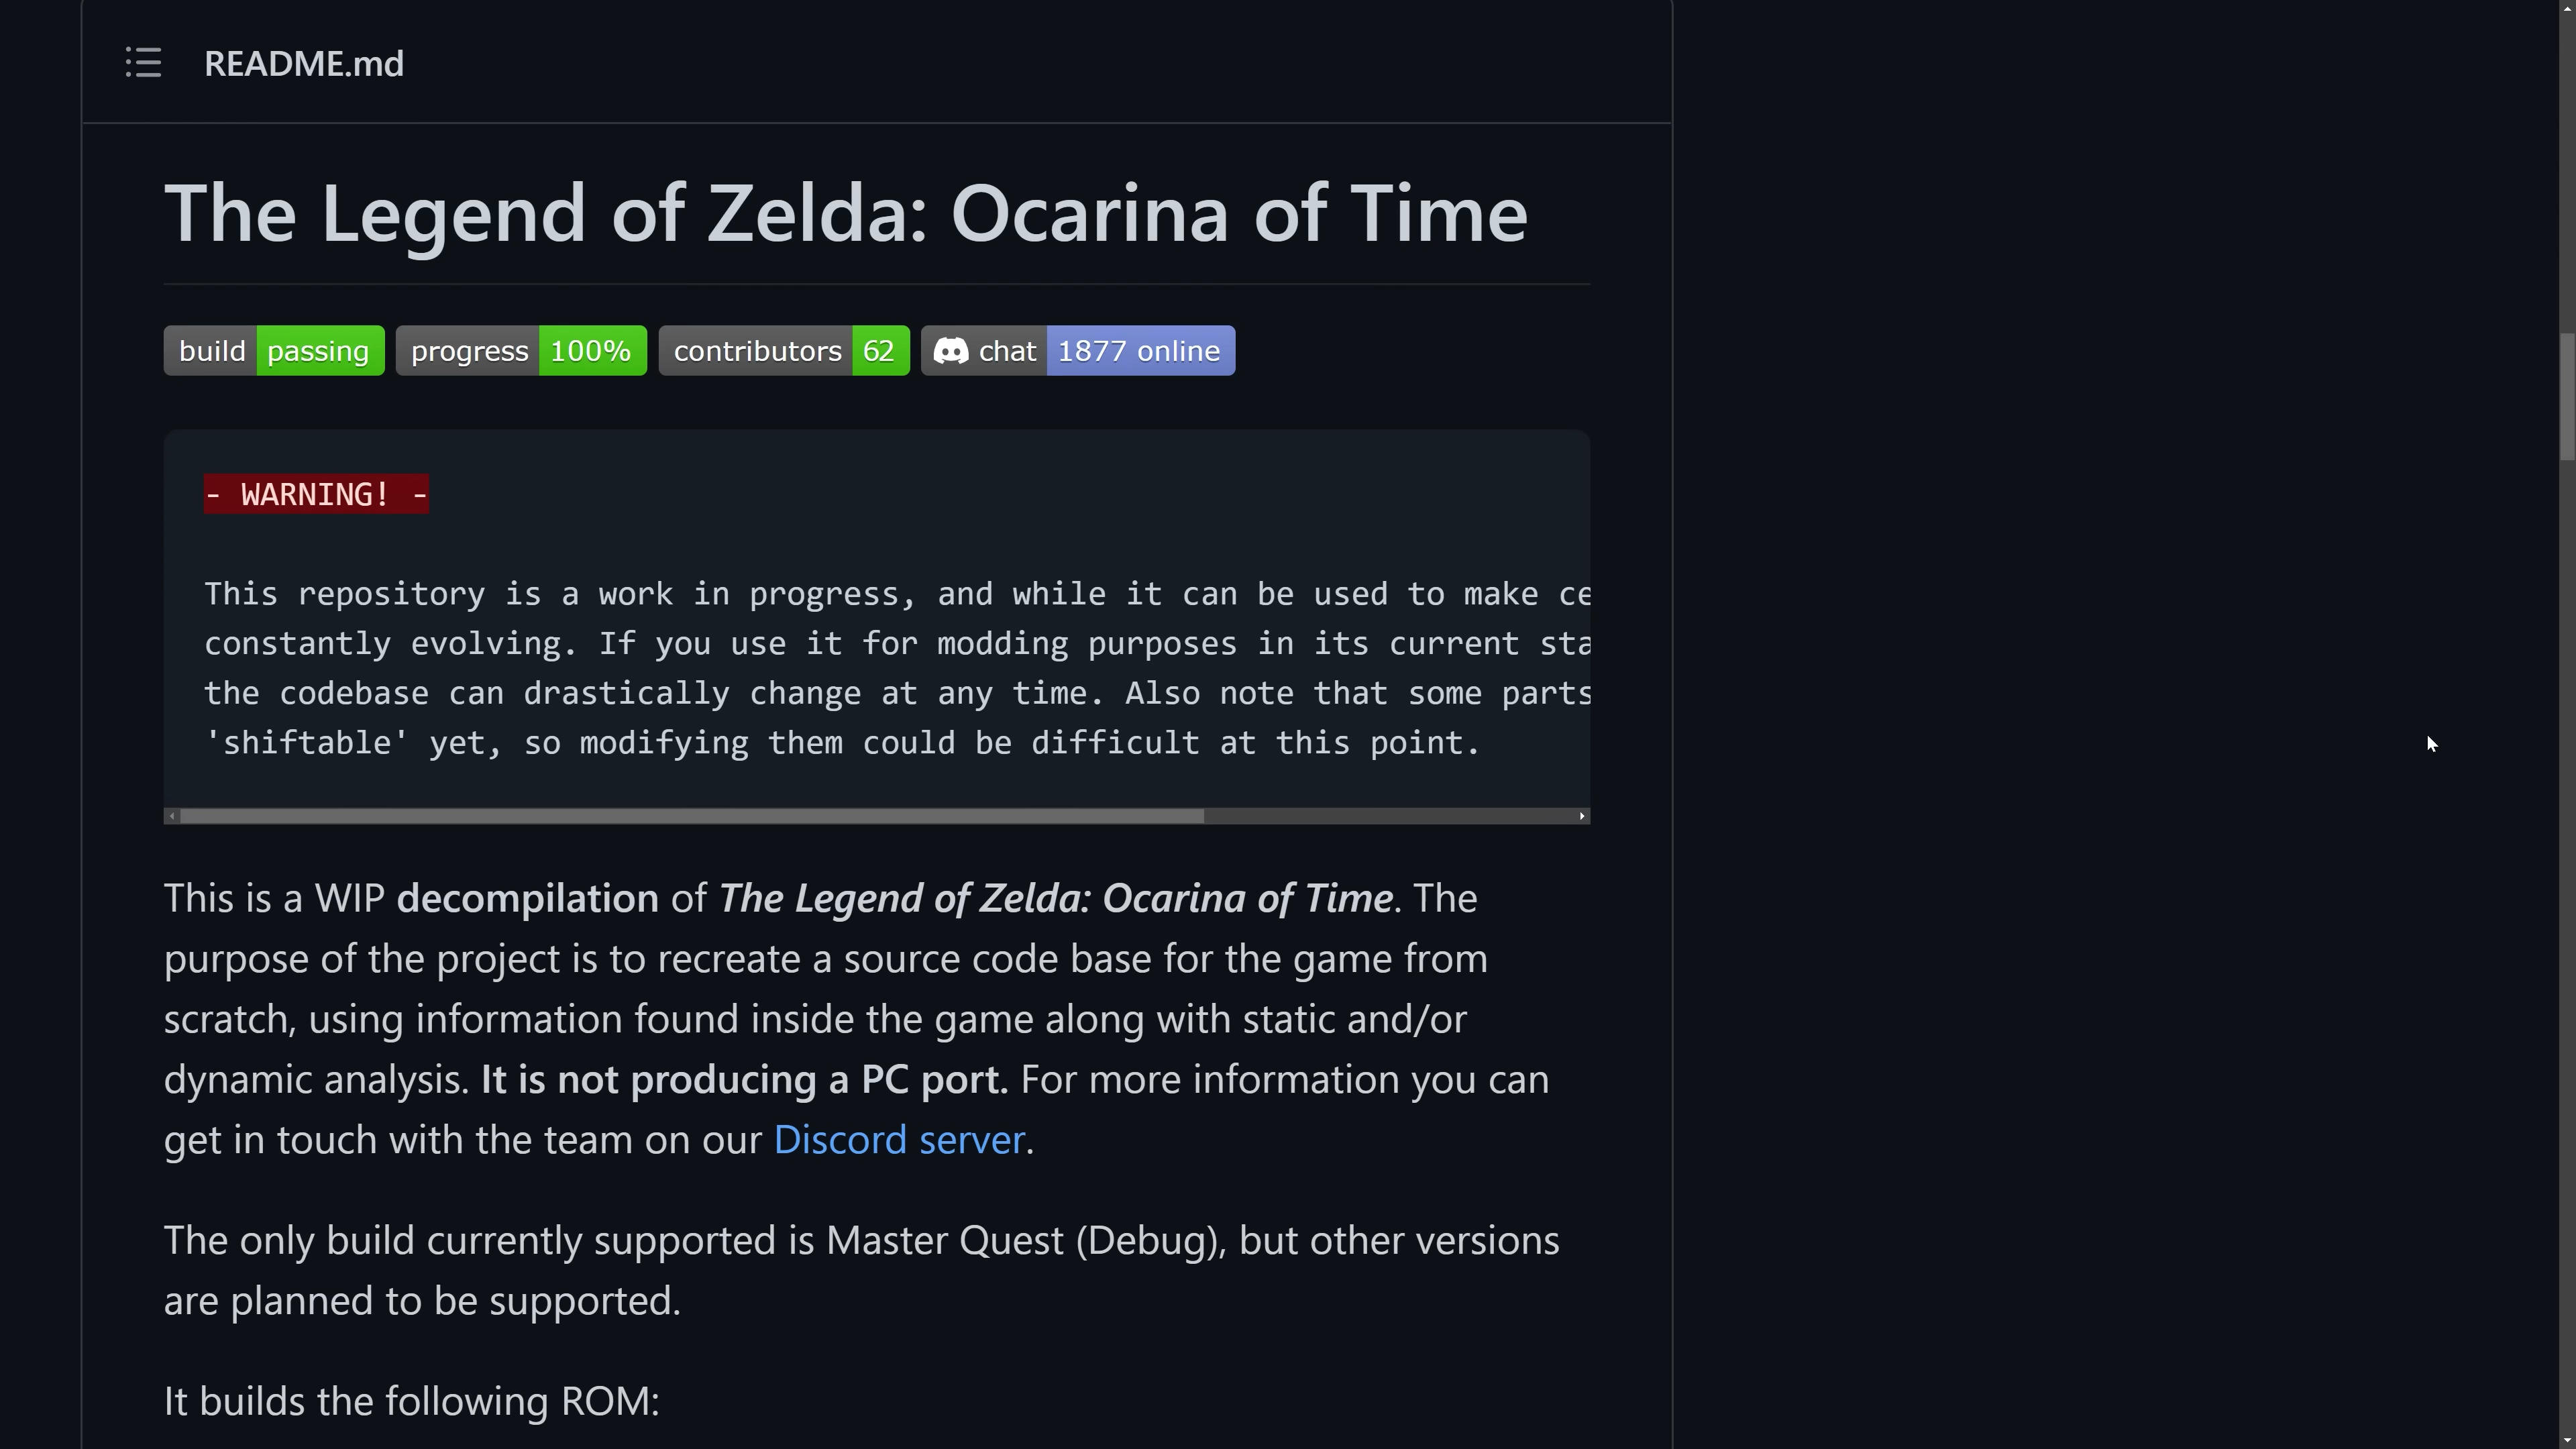 README.md
The Legend of Zelda: Ocarina of Time
build passing progress 100% contributors 62 chat 1877 online
- WARNING! -
This repository is a work in progress, and while it can be used to make ce
constantly evolving. If you use it for modding purposes in its current sta
the codebase can drastically change at any time. Also note that some parts
'shiftable' yet, so modifying them could be difficult at this point.
This is a WIP decompilation of The Legend of Zelda: Ocarina of Time. The
purpose of the project is to recreate a source code base for the game from
scratch, using information found inside the game along with static and/or
dynamic analysis. It is not producing a PC port. For more information you can
get in touch with the team on our Discord server.
The only build currently supported is Master Quest (Debug), but other versions
are planned to be supported.
It builds the following ROM: